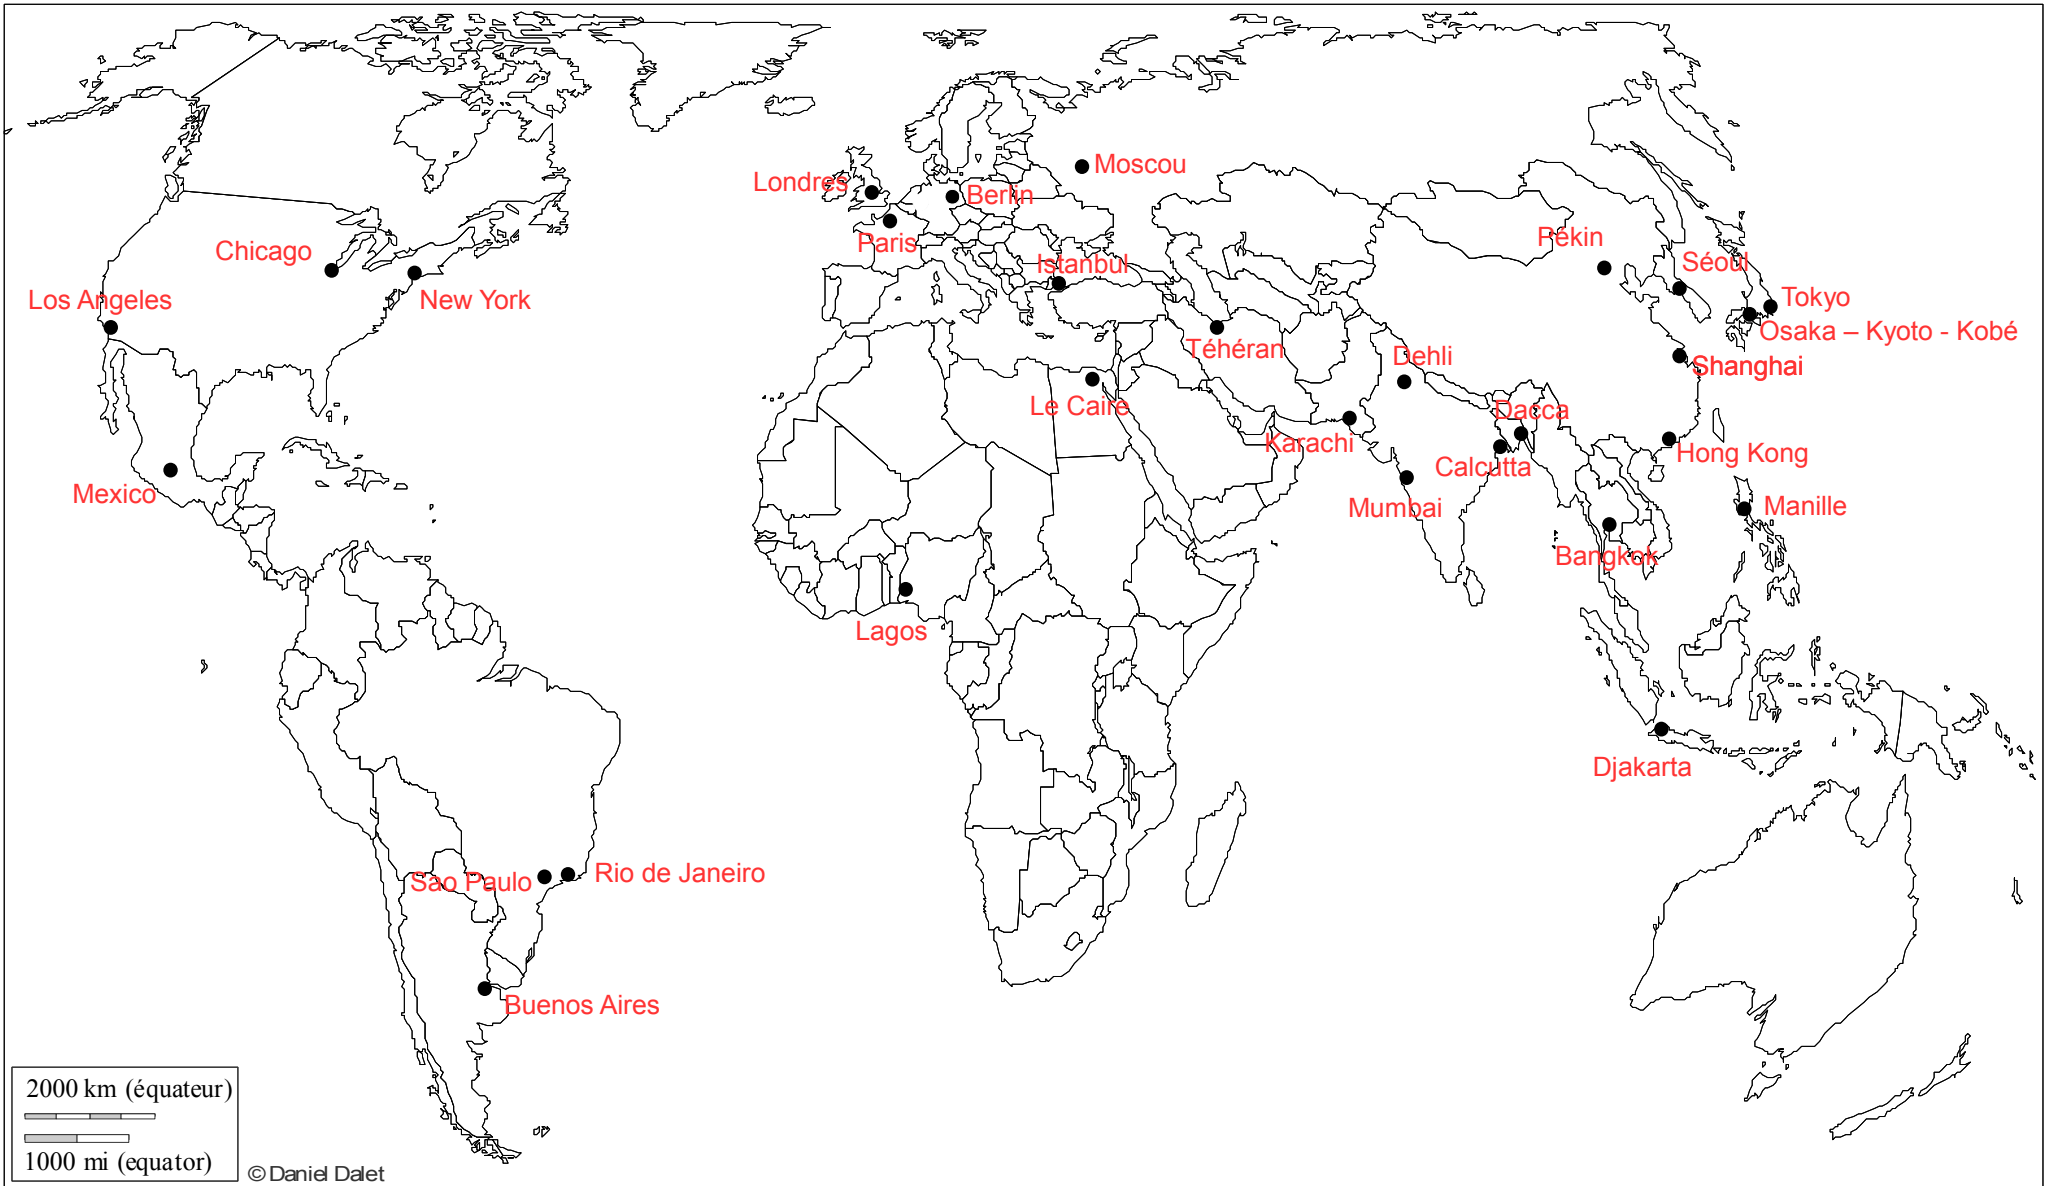 Moscou
Londres
Berlin
Paris
Pékin
Chicago
Istanbul
Séoul
Los Angeles
New York
Tokyo
Osaka – Kyoto - Kobé
Téhéran
Dehli
Shanghai
Le Caire
Dacca
Karachi
Hong Kong
Calcutta
Mexico
Mumbai
Manille
Bangkok
Lagos
Djakarta
Sao Paulo
Rio de Janeiro
Buenos Aires
2000 km (équateur)
1000 mi (equator)
© Daniel Dalet